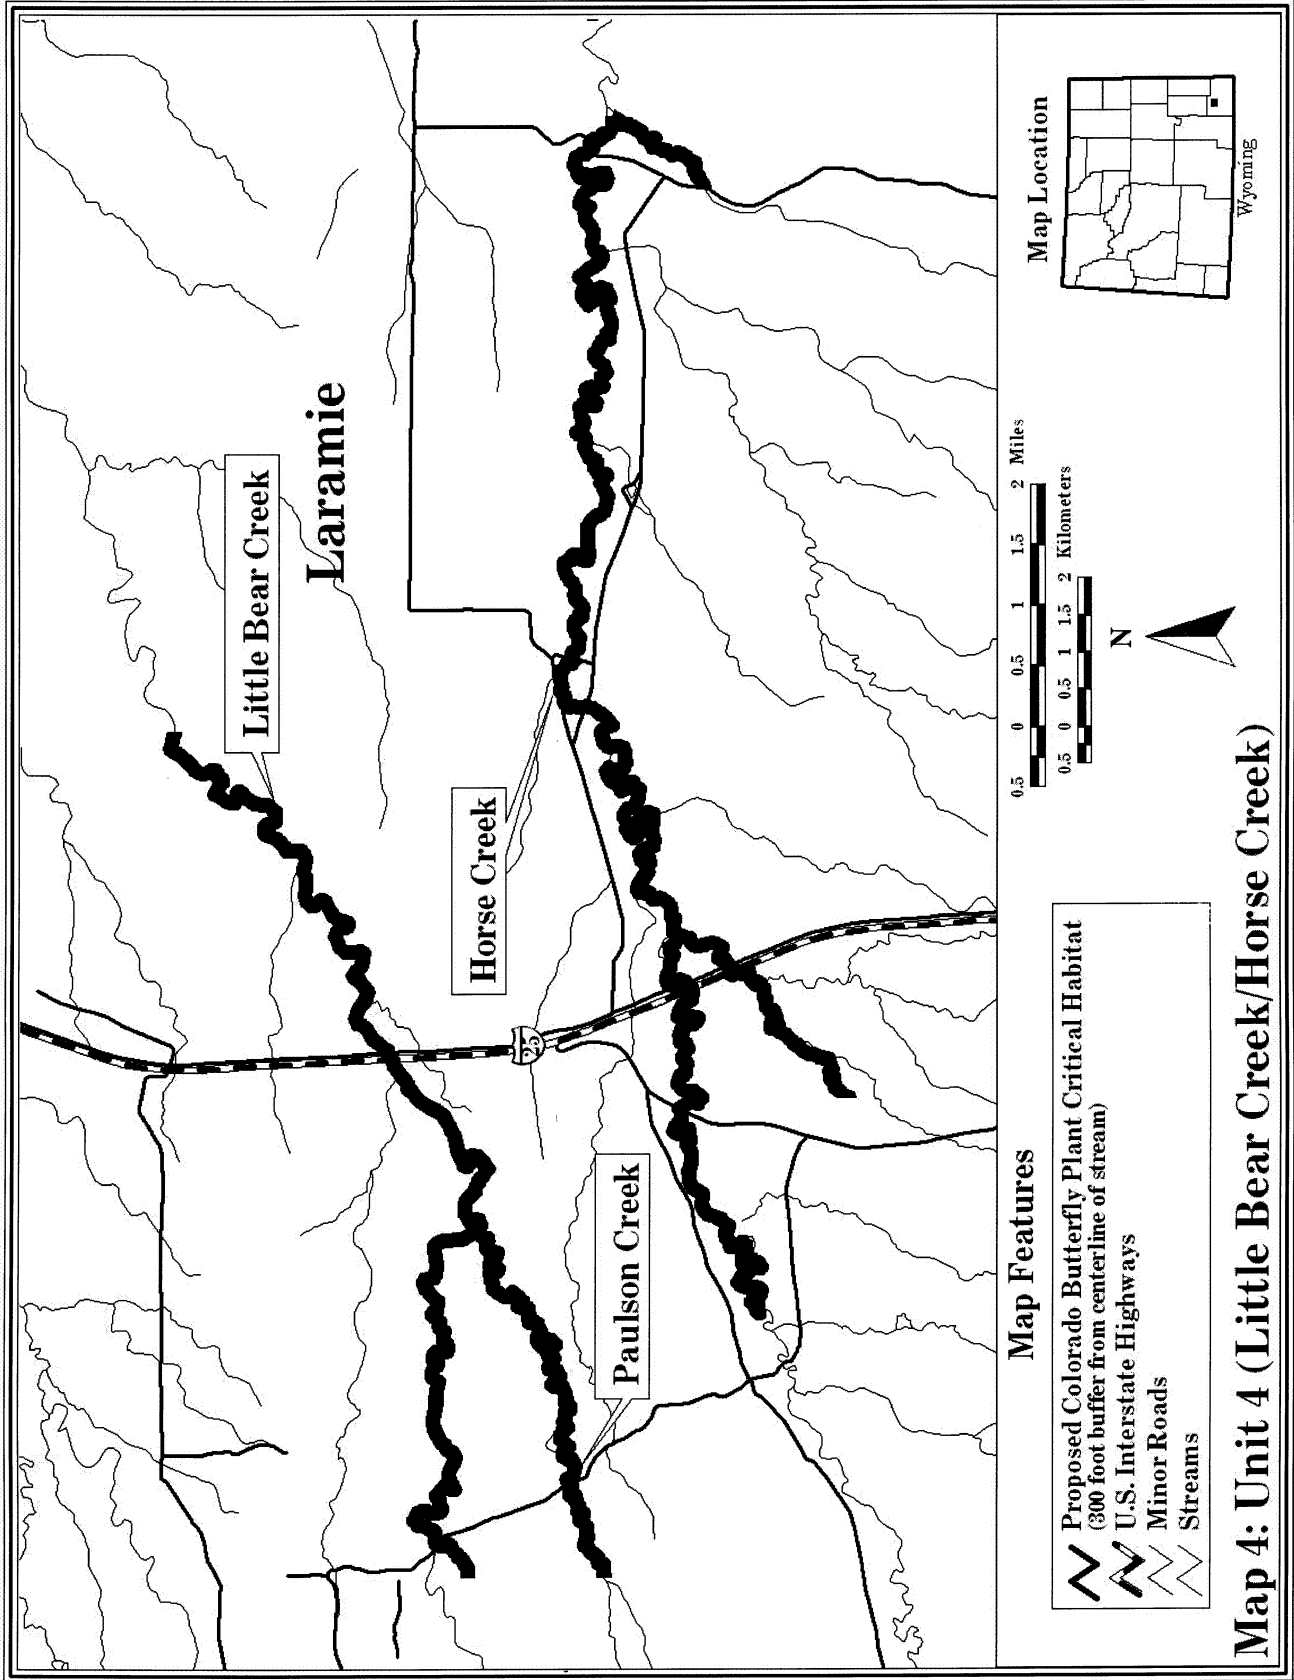 Little Bear Creek
Laramie
Horse Creek
25
Paulson Creek
Map Features
Proposed Colorado Butterfly Plant Critical Habitat
(300 foot buffer from centerline of stream)
U.S. Interstate Highways
Minor Roads
Streams
0.5 0 0.5 1 1.5 2 Miles
0.5 0 0.5 1 1.5 2 Kilometers
N
Map Location
Wyoming
Map 4: Unit 4 (Little Bear Creek/Horse Creek)